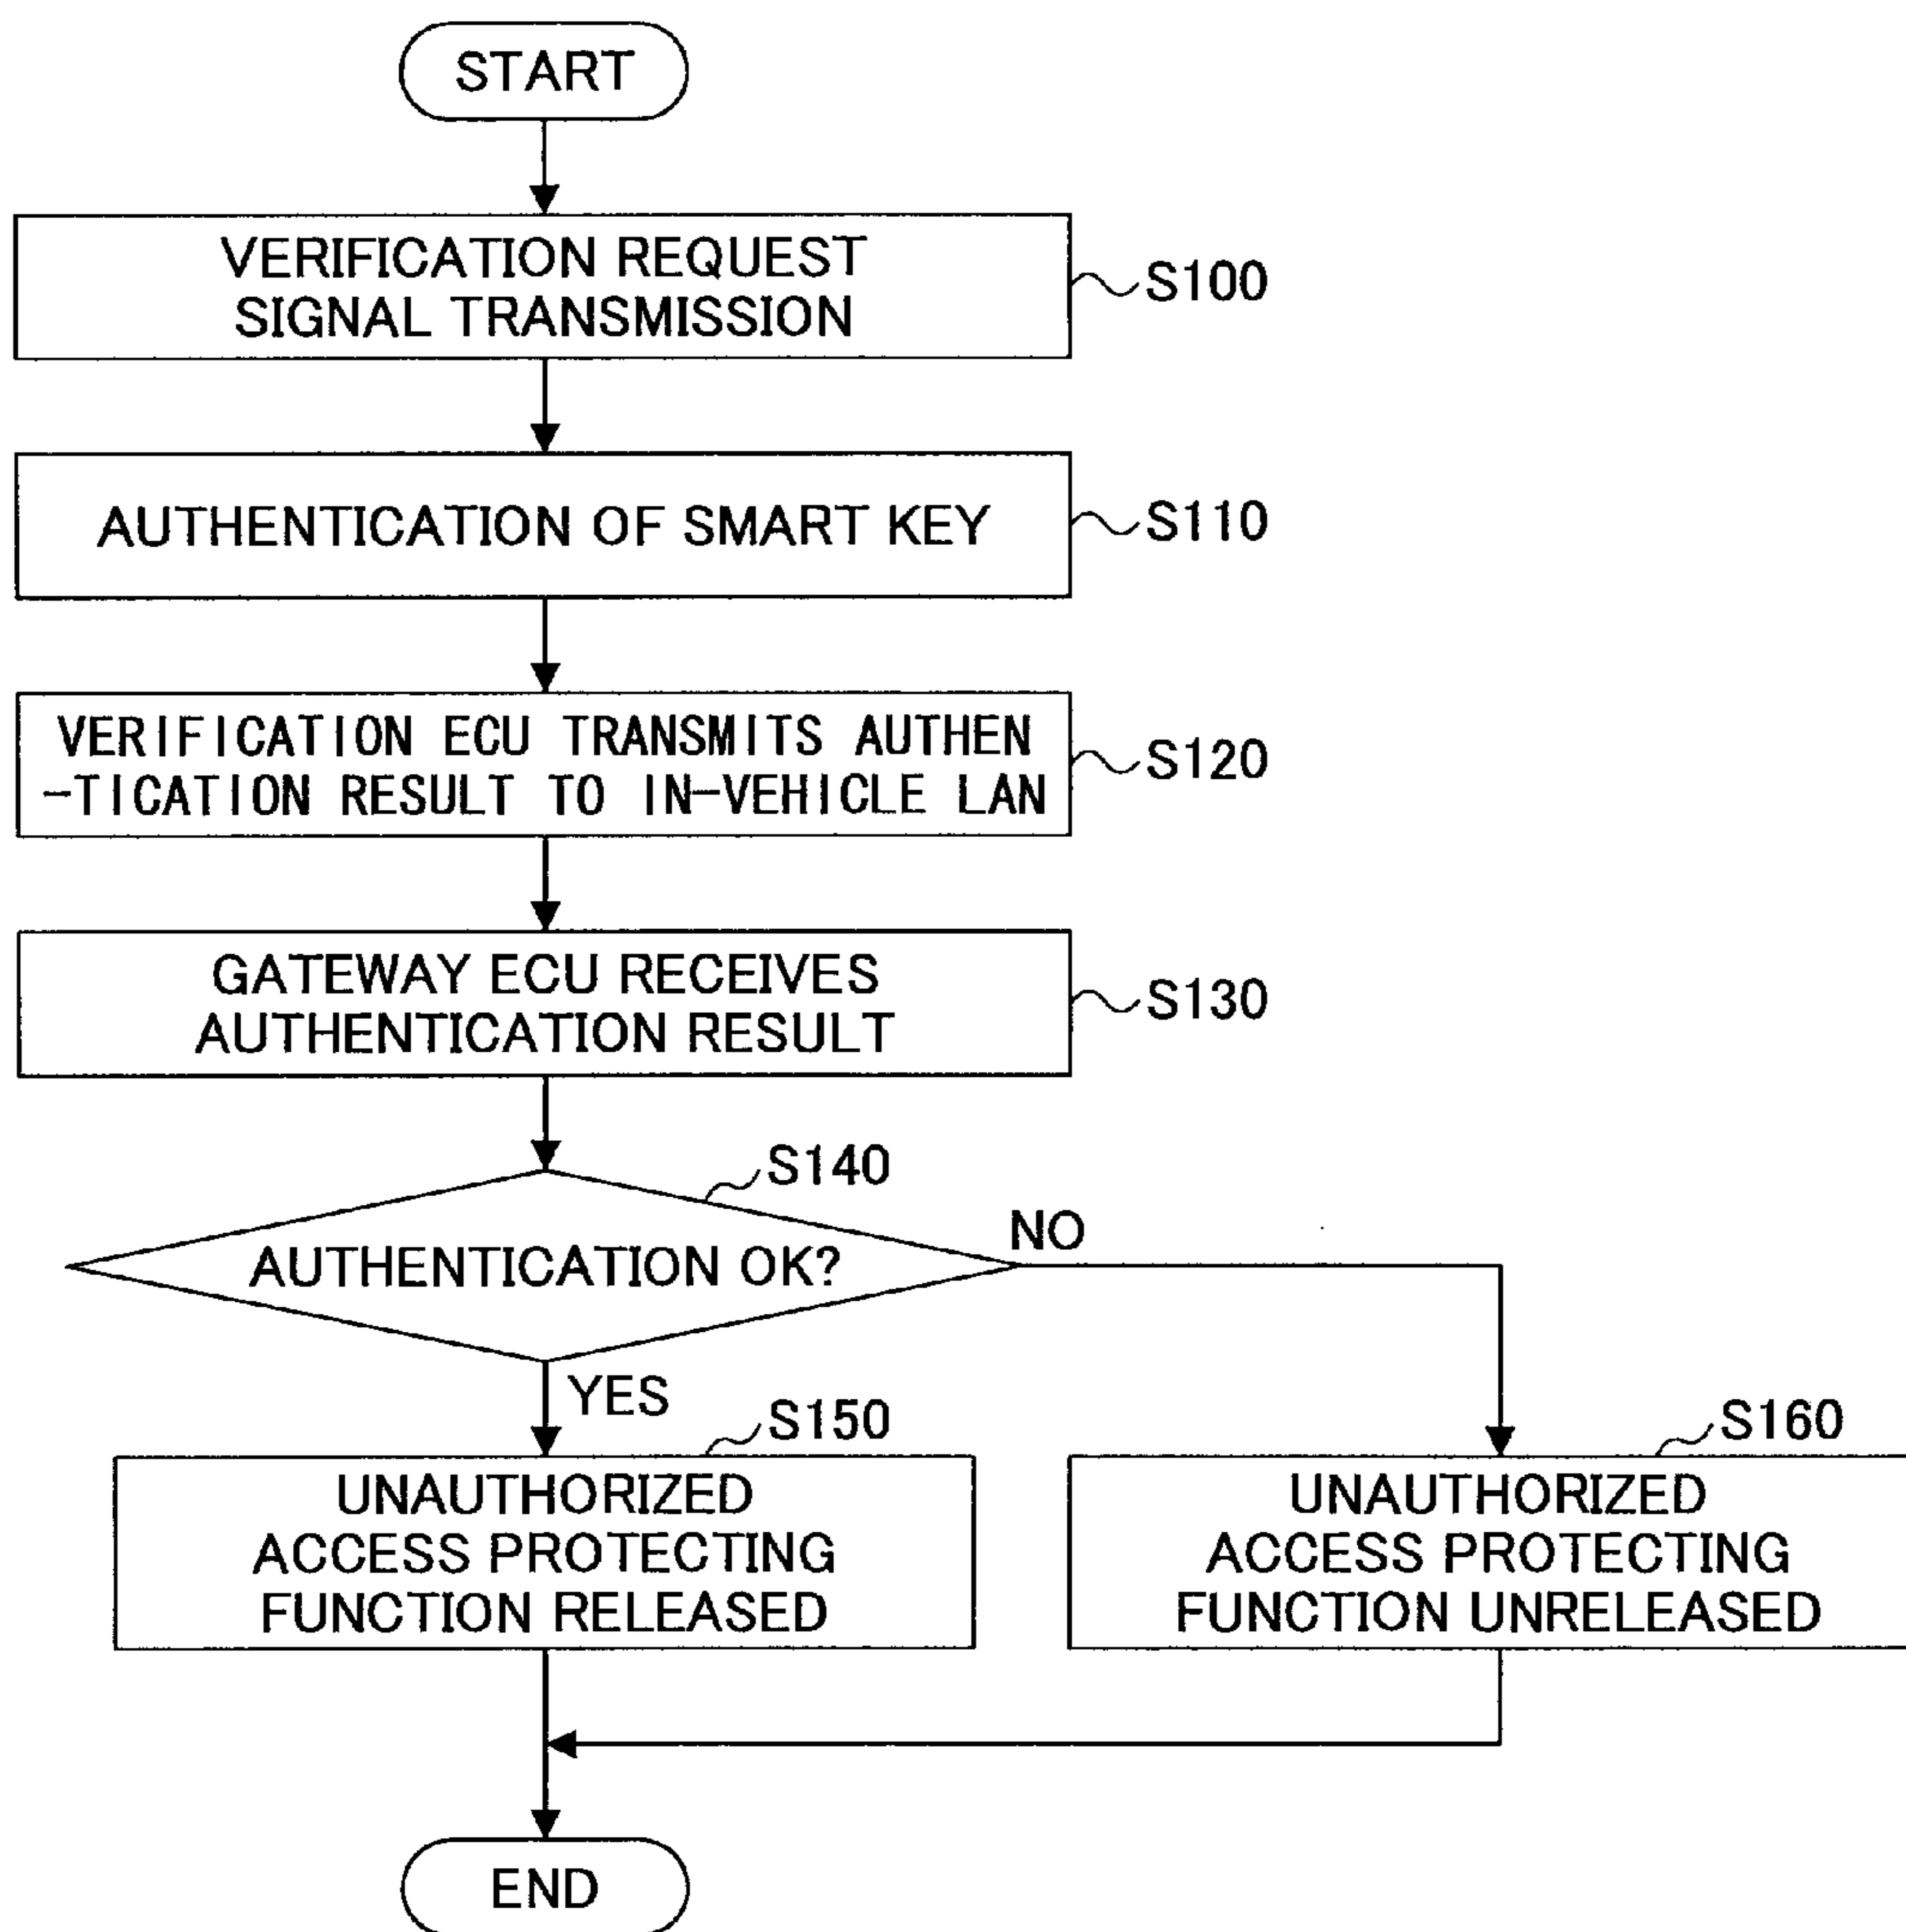 START
VERIFICATION REQUEST
SIGNAL TRANSMISSION
S100
AUTHENTICATION OF SMART KEY
S110
VERIFICATION ECU TRANSMITS AUTHEN
-TICATION RESULT TO IN-VEHICLE LAN
S120
GATEWAY ECU RECEIVES
AUTHENTICATION RESULT
S130
S140
AUTHENTICATION OK?
NO
YES
S150
UNAUTHORIZED
ACCESS PROTECTING
FUNCTION RELEASED
S160
UNAUTHORIZED
ACCESS PROTECTING
FUNCTION UNRELEASED
END